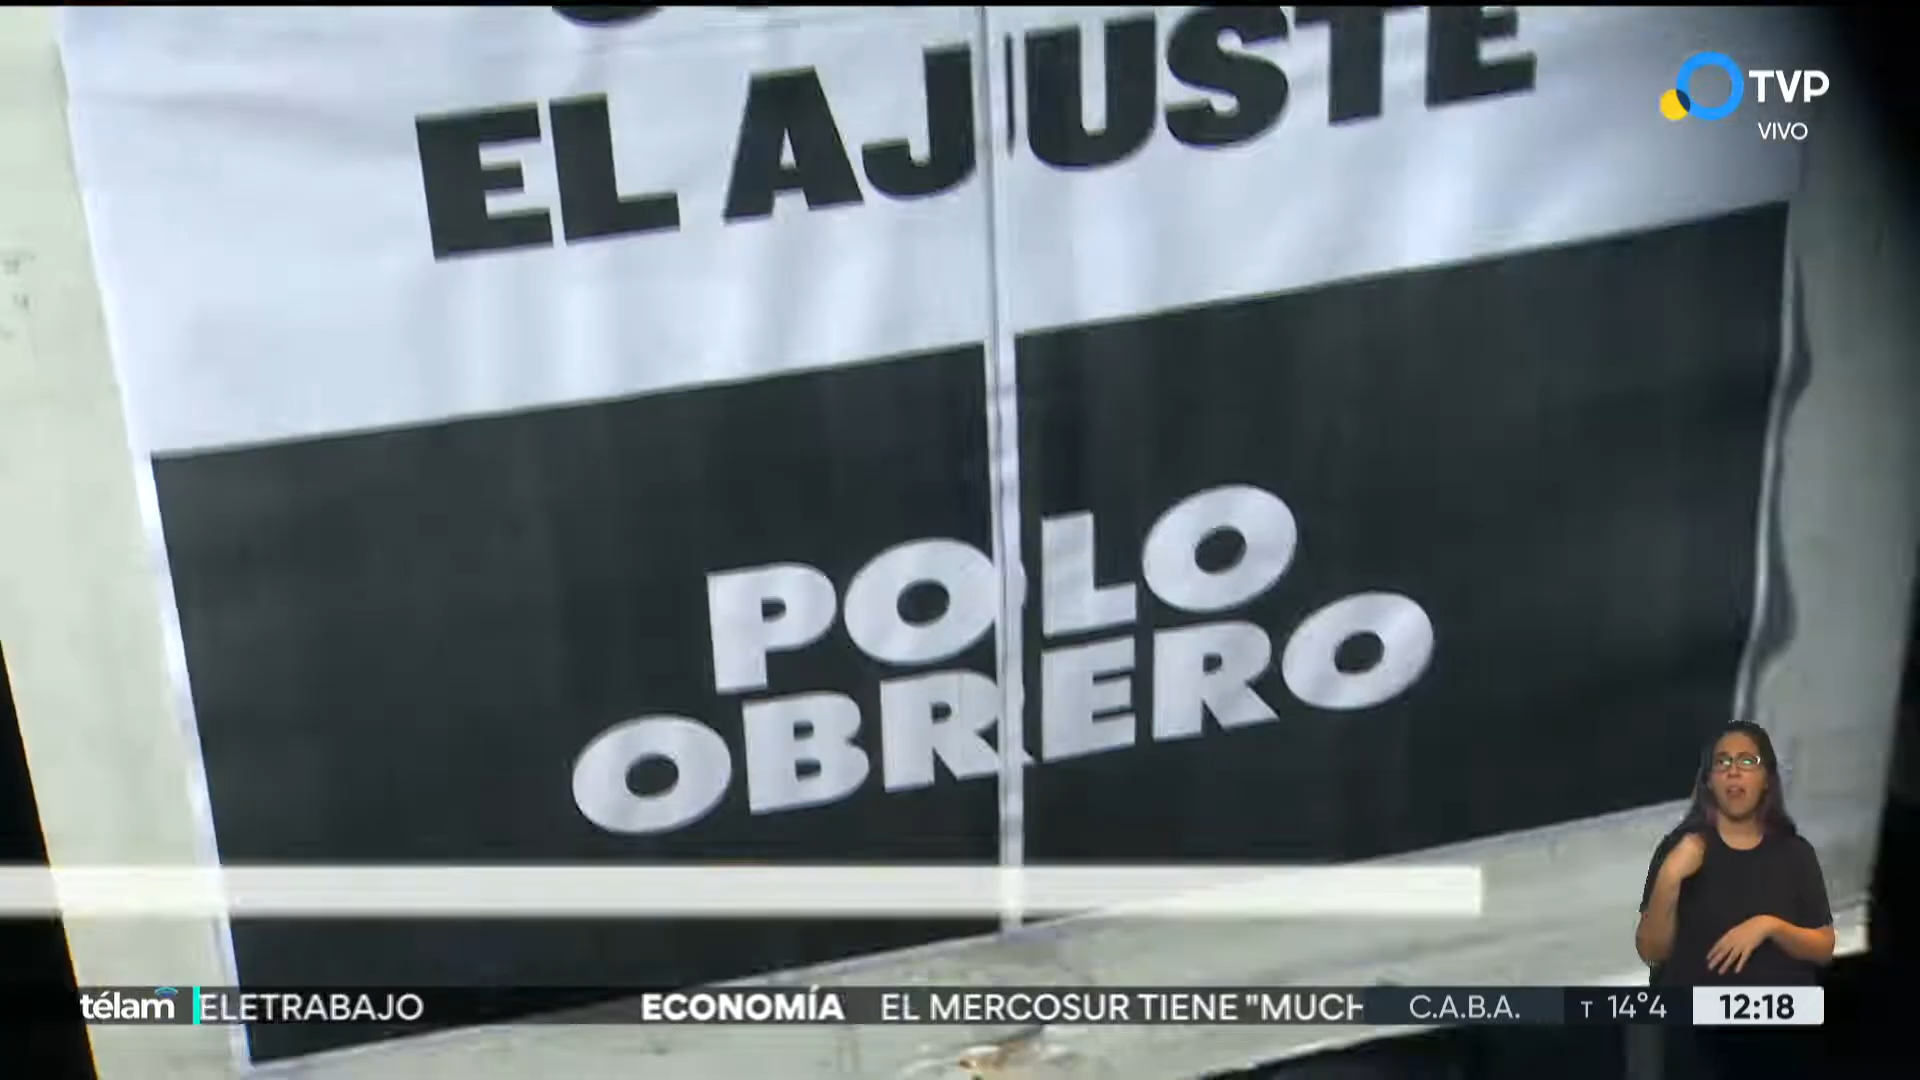 EL AJUSTE
TVP
VIVO
POLO
OBRERO
télam
ELETRABAJO ECONOMÍA EL MERCOSUR TIENE "MUCH
C.A.B.A. T 14°4 12:18